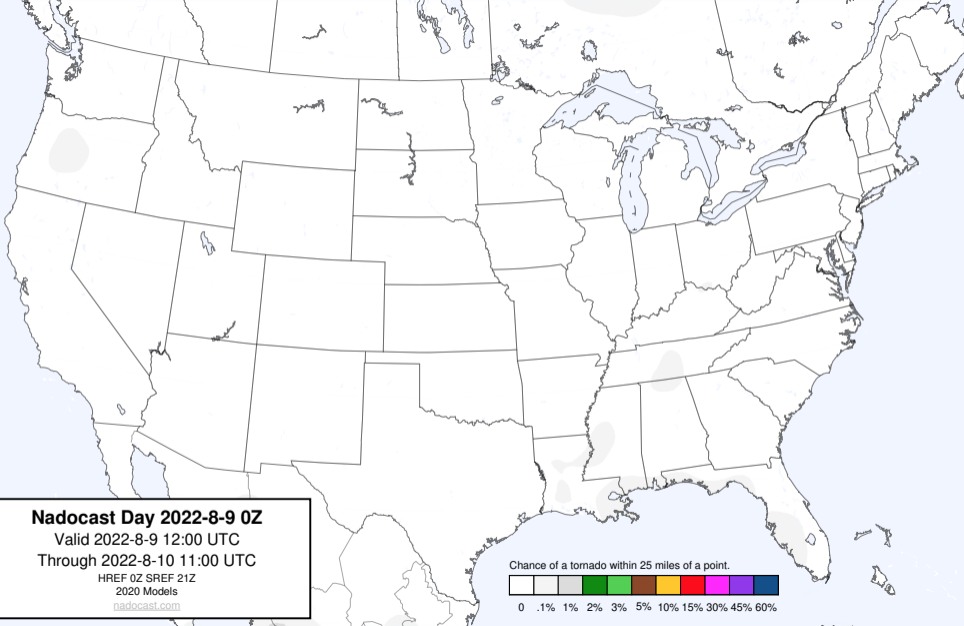 Nadocast Day 2022-8-9 0Z
Valid 2022-8-9 12:00 UTC
Through 2022-8-10 11:00 UTC
HREF 0Z SREF 21Z
2020 Models
nadocast.com
Chance of a tornado within 25 miles of a point.
0 .1% 1% 2% 3% 5% 10% 15% 30% 45% 60%